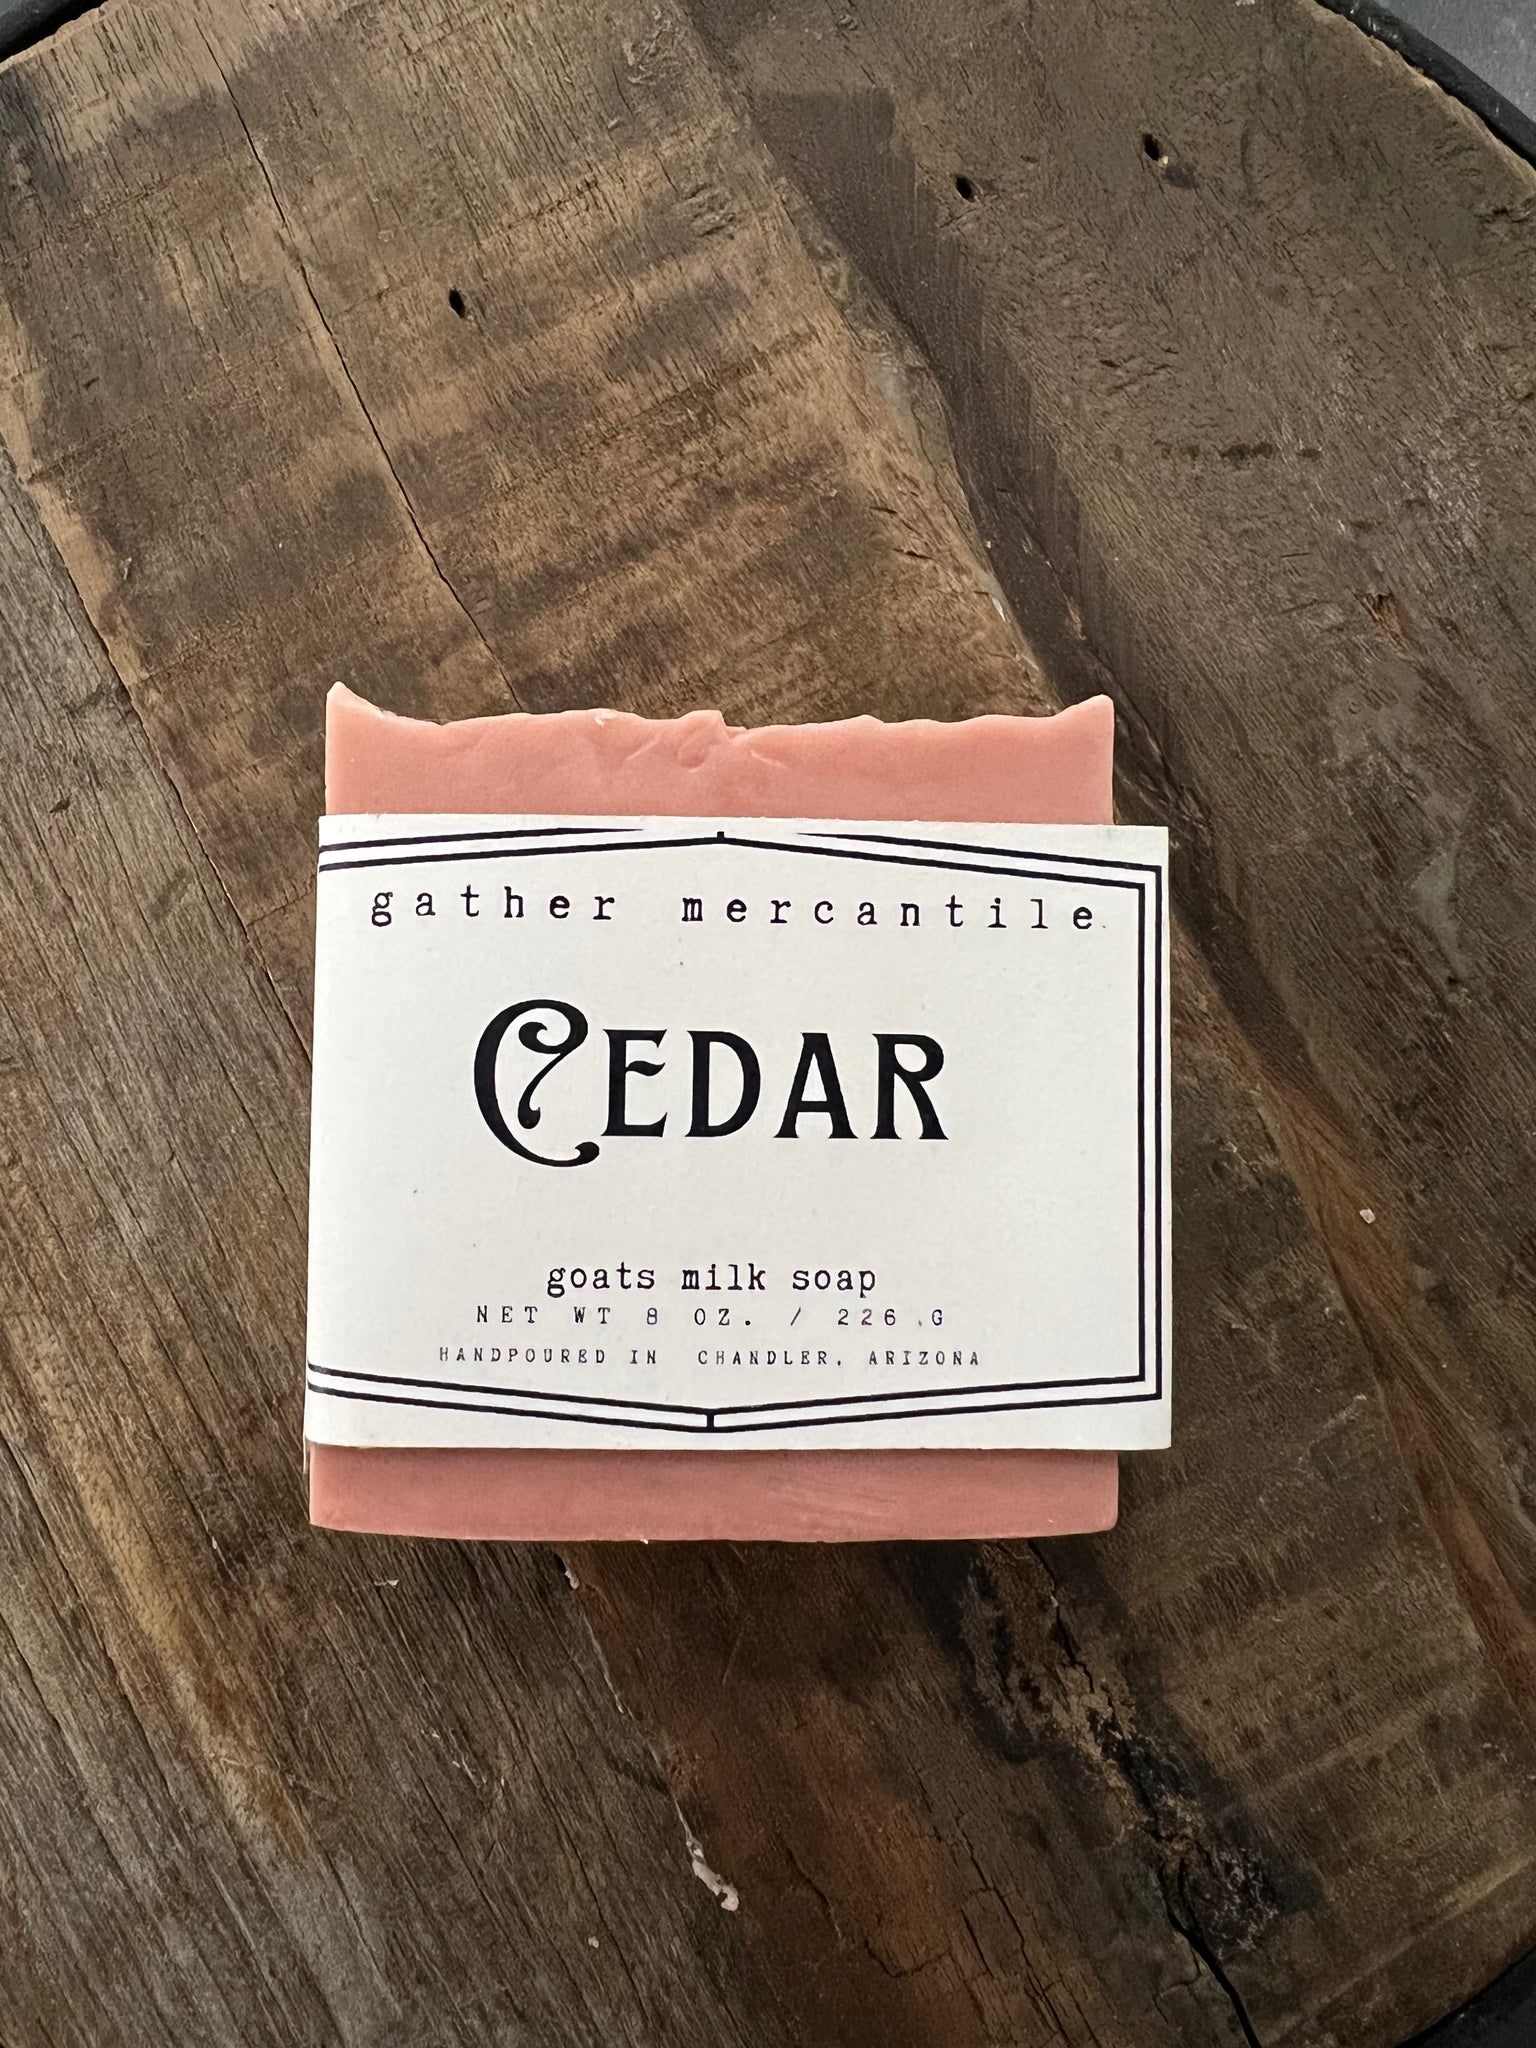 gather mercantile
CEDAR
goats milk soap
NET WT 8 OZ. / 226 G
HANDPOURED IN CHANDLER, ARIZONA